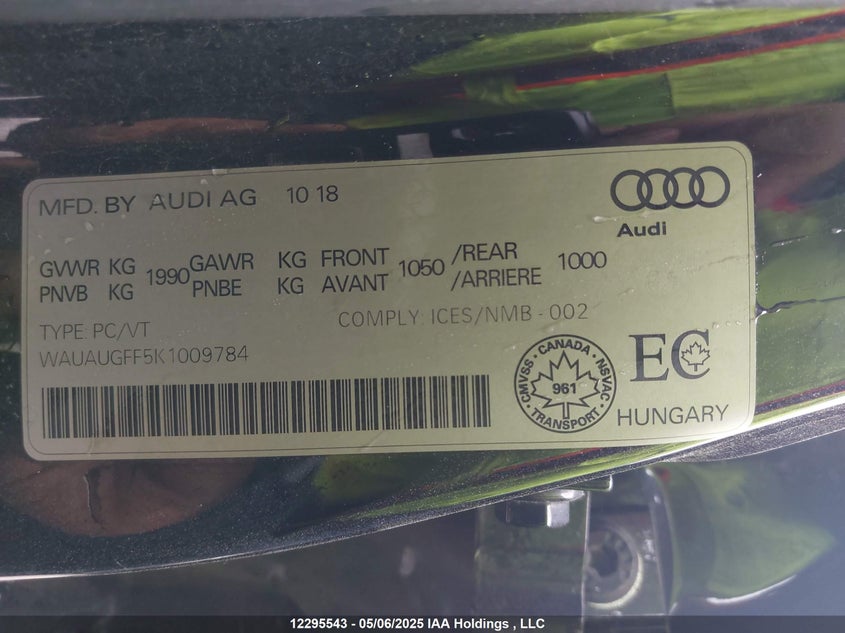 MFD. BY AUDI AG 10 18
Audi
GVWR KG 1990 GAWR KG FRONT 1050 /REAR 1000
PNVB KG PNBE KG AVANT /ARRIERE
TYPE: PC/VT COMPLY: ICES/NMB - 002
WAUAUGFF5K1009784
CMVSS · CANADA · NSVAC
961
TRANSPORT
EC
HUNGARY
12295543 - 05/06/2025 IAA Holdings , LLC